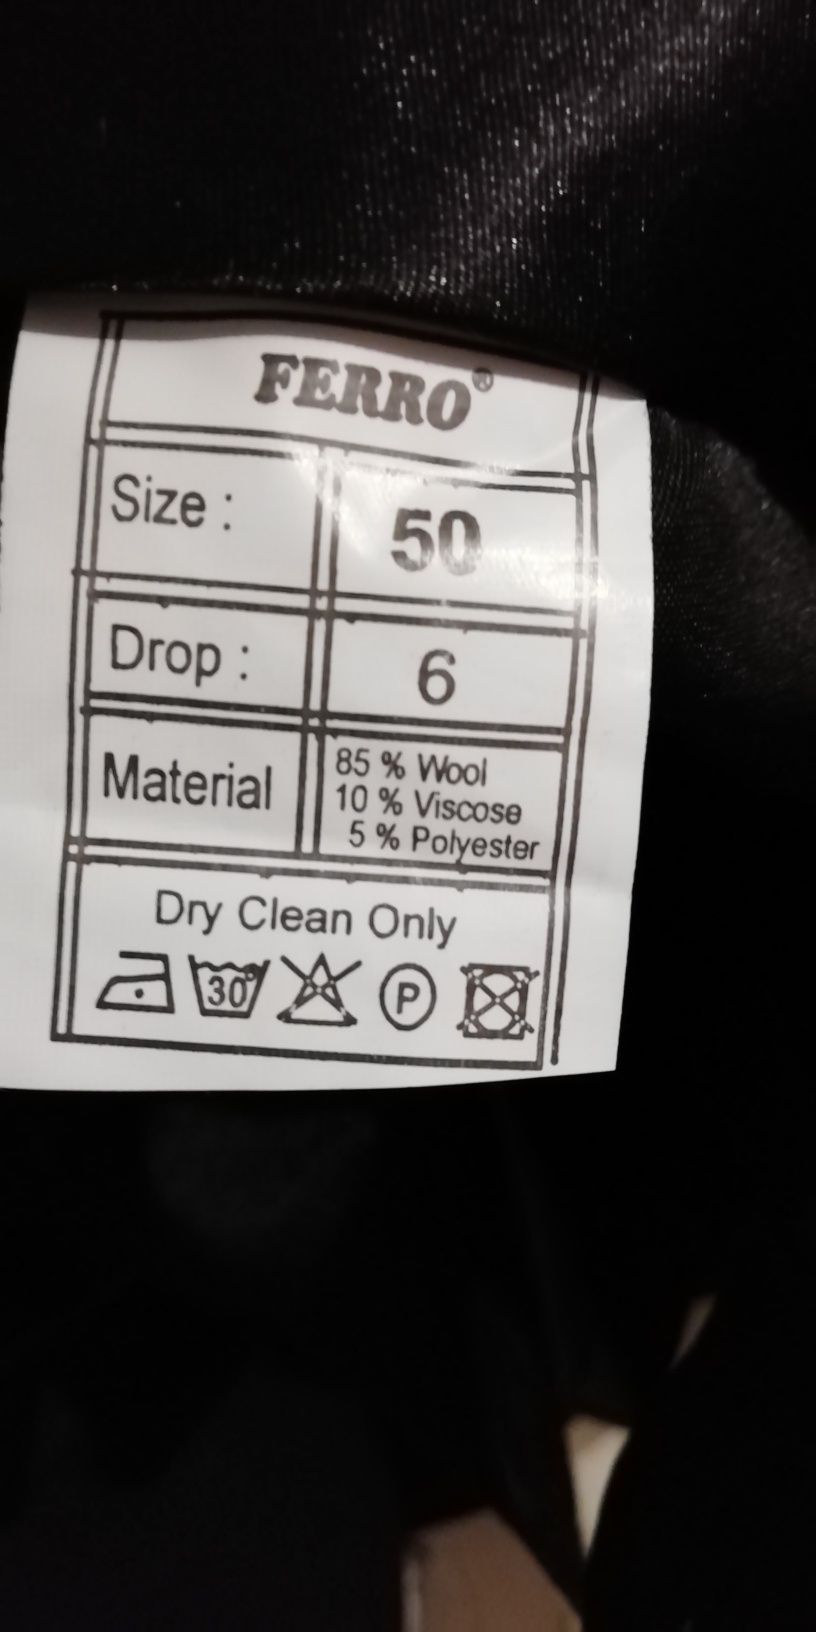 FERRO®
Size : 50
Drop : 6
Material 85 % Wool
10 % Viscose
5 % Polyester
Dry Clean Only
30° P